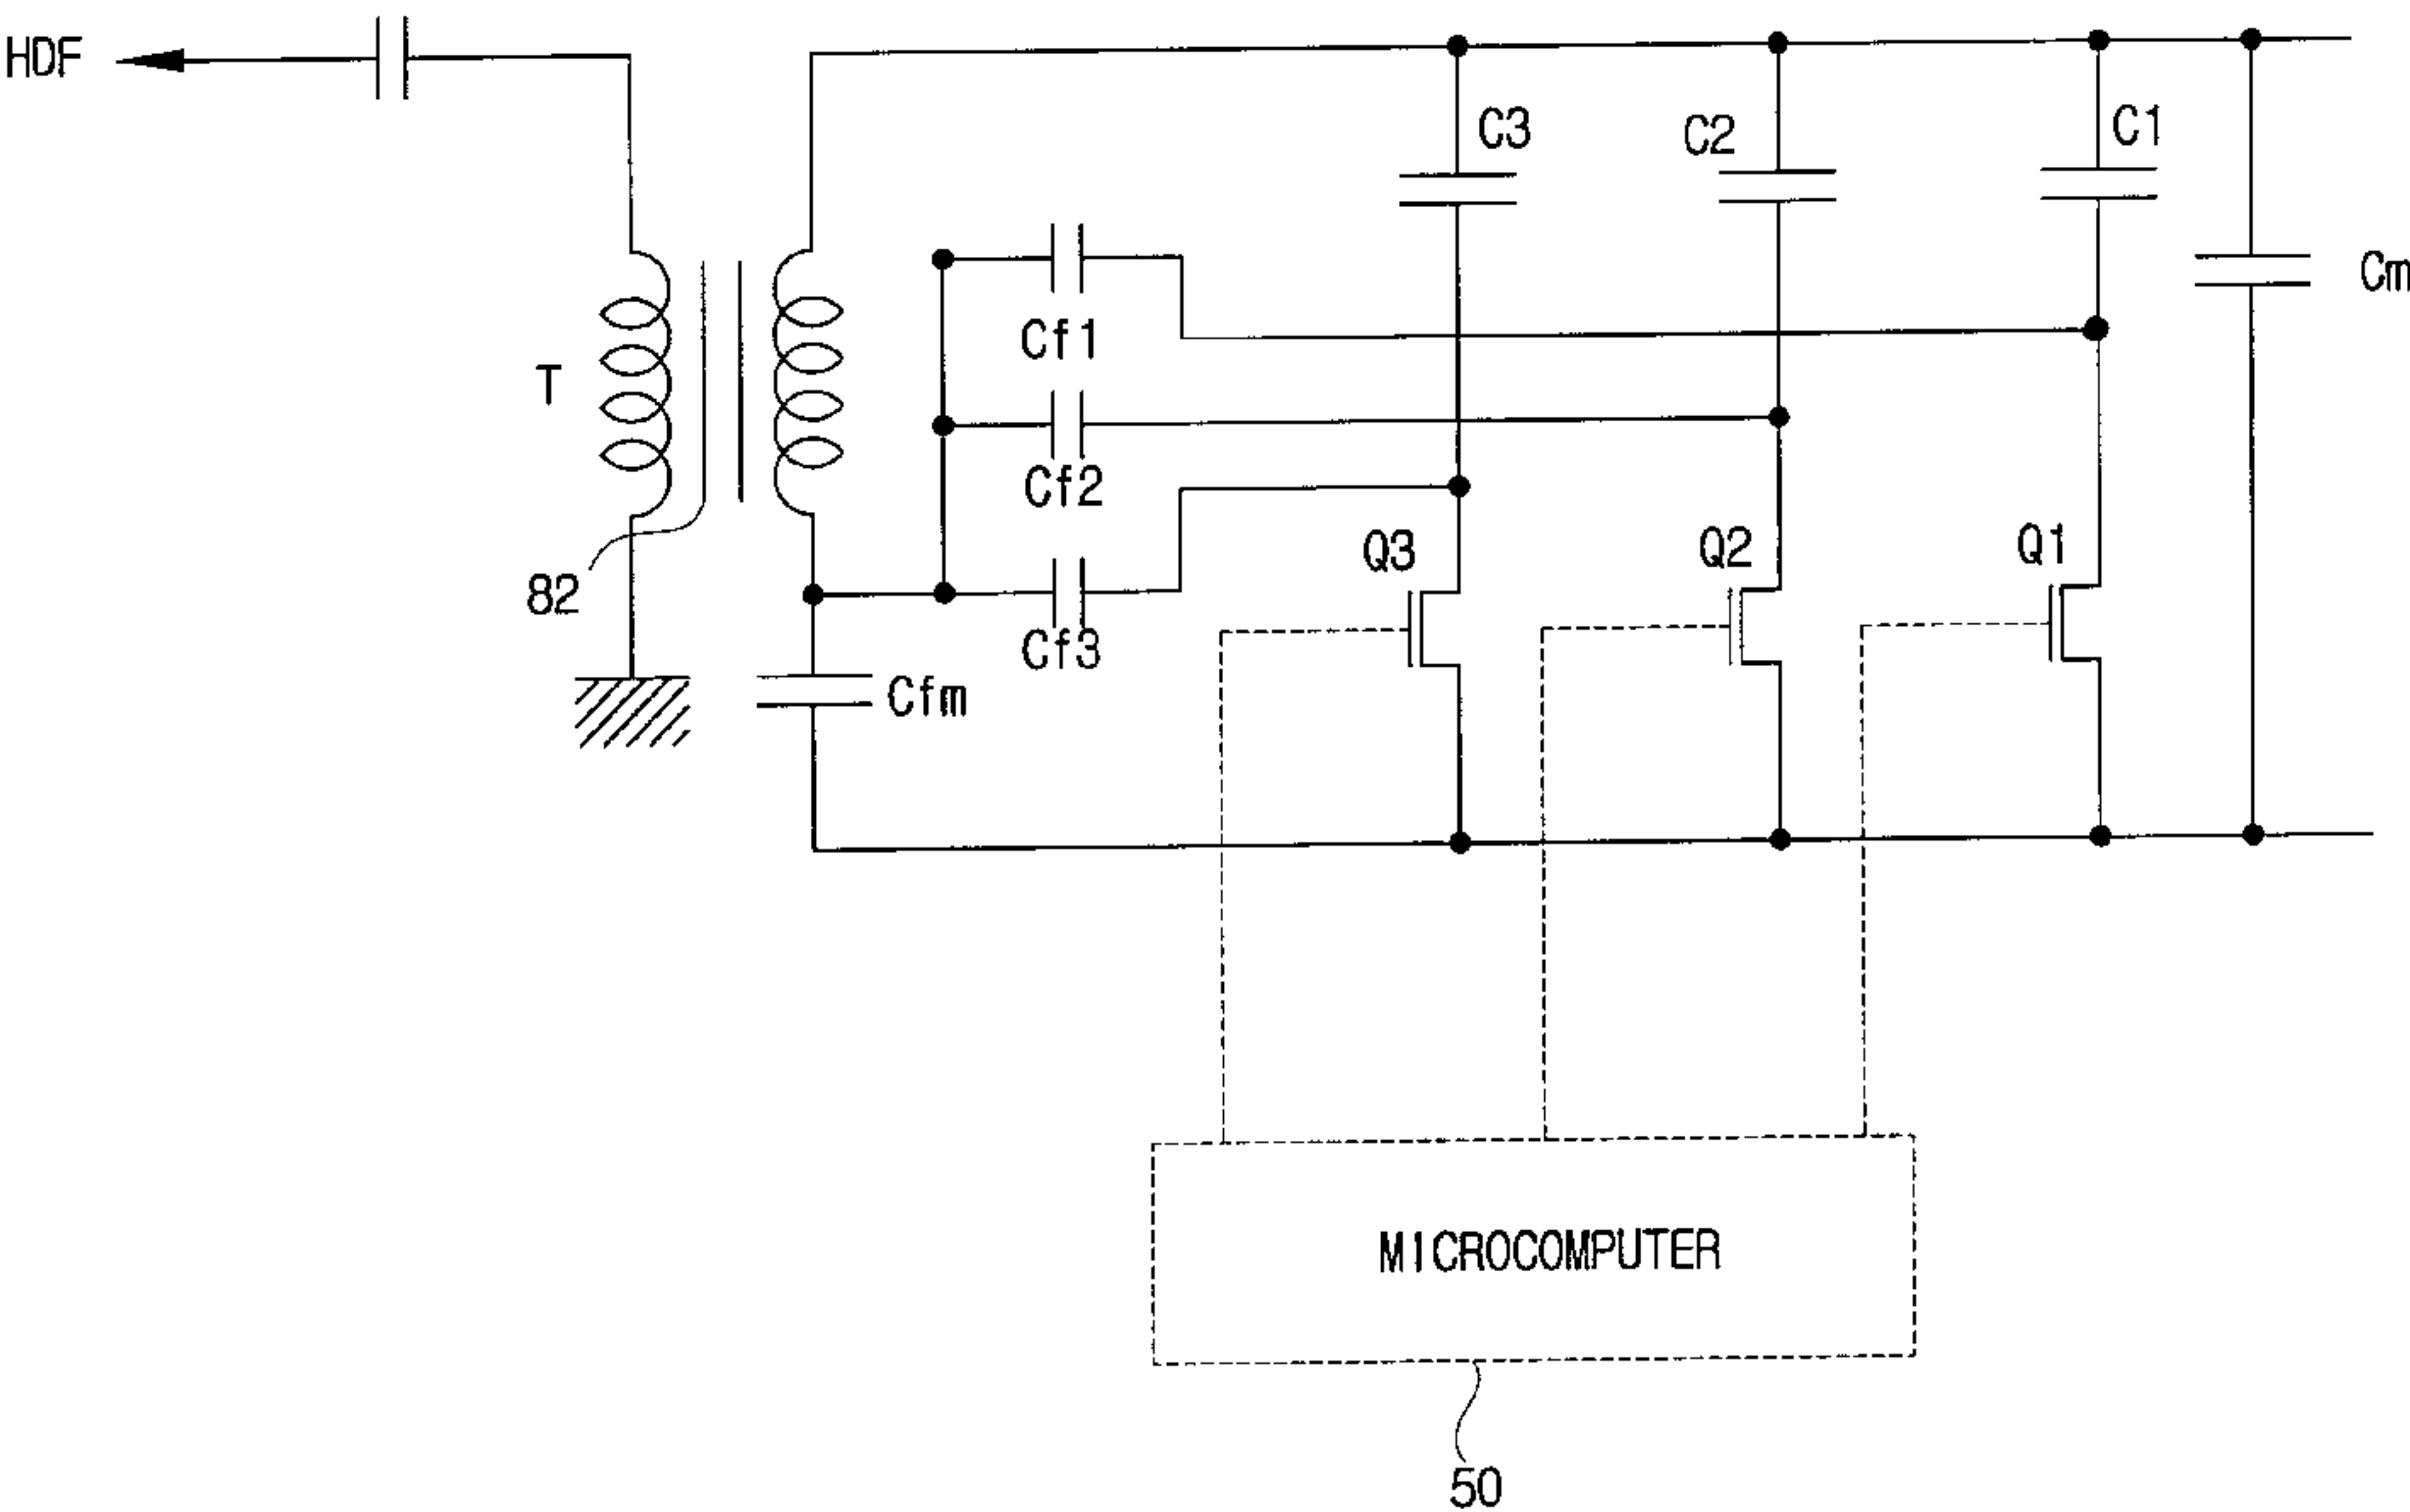 HDF
C3
C2
C1
Cm
Cf1
T
Cf2
Q3
Q2
Q1
82
Cf3
Cfm
MICROCOMPUTER
50